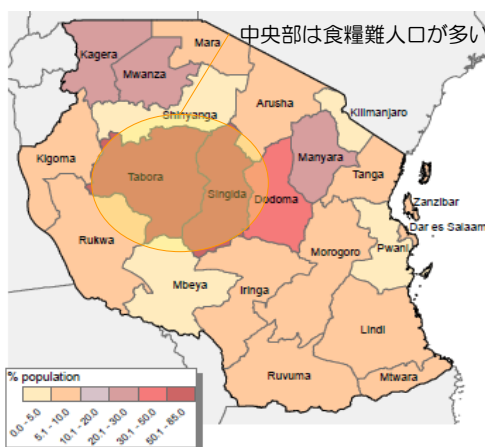 中央部は食糧難人口が多い
Mara
Kagera
Mwanza
Arusha
Shinyanga
Kilimanjaro
Manyara
Kigoma
Tabora
Singida
Dodoma
Tanga
Zanzibar
Dar es Salaam
Rukwa
Morogoro
Pwani
Mbeya
Iringa
Lindi
Ruvuma
Mtwara
% population
0.0 - 5.0
5.1 - 10.0
10.1 - 20.0
20.1 - 30.0
30.1 - 50.0
50.1 - 65.0